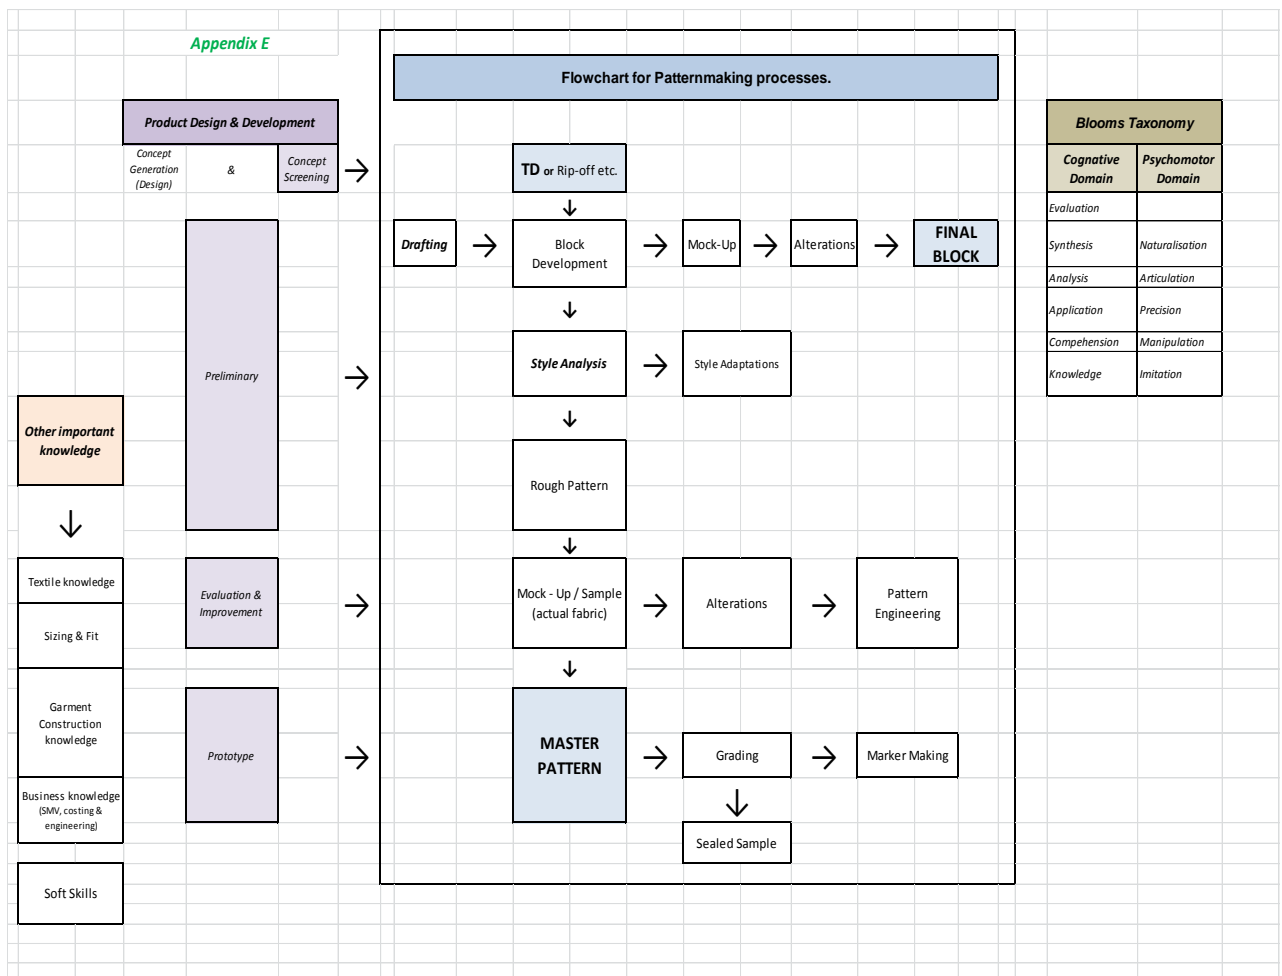 Appendix E
Flowchart for Patternmaking processes.
Product Design & Development
Concept
Generation
(Design)
&
Concept
Screening
TD or Rip-off etc.
Drafting
Block
Development
Mock-Up
Alterations
FINAL
BLOCK
Preliminary
Style Analysis
Style Adaptations
Rough Pattern
Other important
knowledge
Textile knowledge
Sizing & Fit
Garment
Construction
knowledge
Business knowledge
(SMV, costing &
engineering)
Soft Skills
Evaluation &
Improvement
Mock - Up / Sample
(actual fabric)
Alterations
Pattern
Engineering
Prototype
MASTER
PATTERN
Grading
Marker Making
Sealed Sample
Blooms Taxonomy
Cognative
Domain
Psychomotor
Domain
Evaluation
Synthesis
Naturalisation
Analysis
Articulation
Application
Precision
Compehension
Manipulation
Knowledge
Imitation